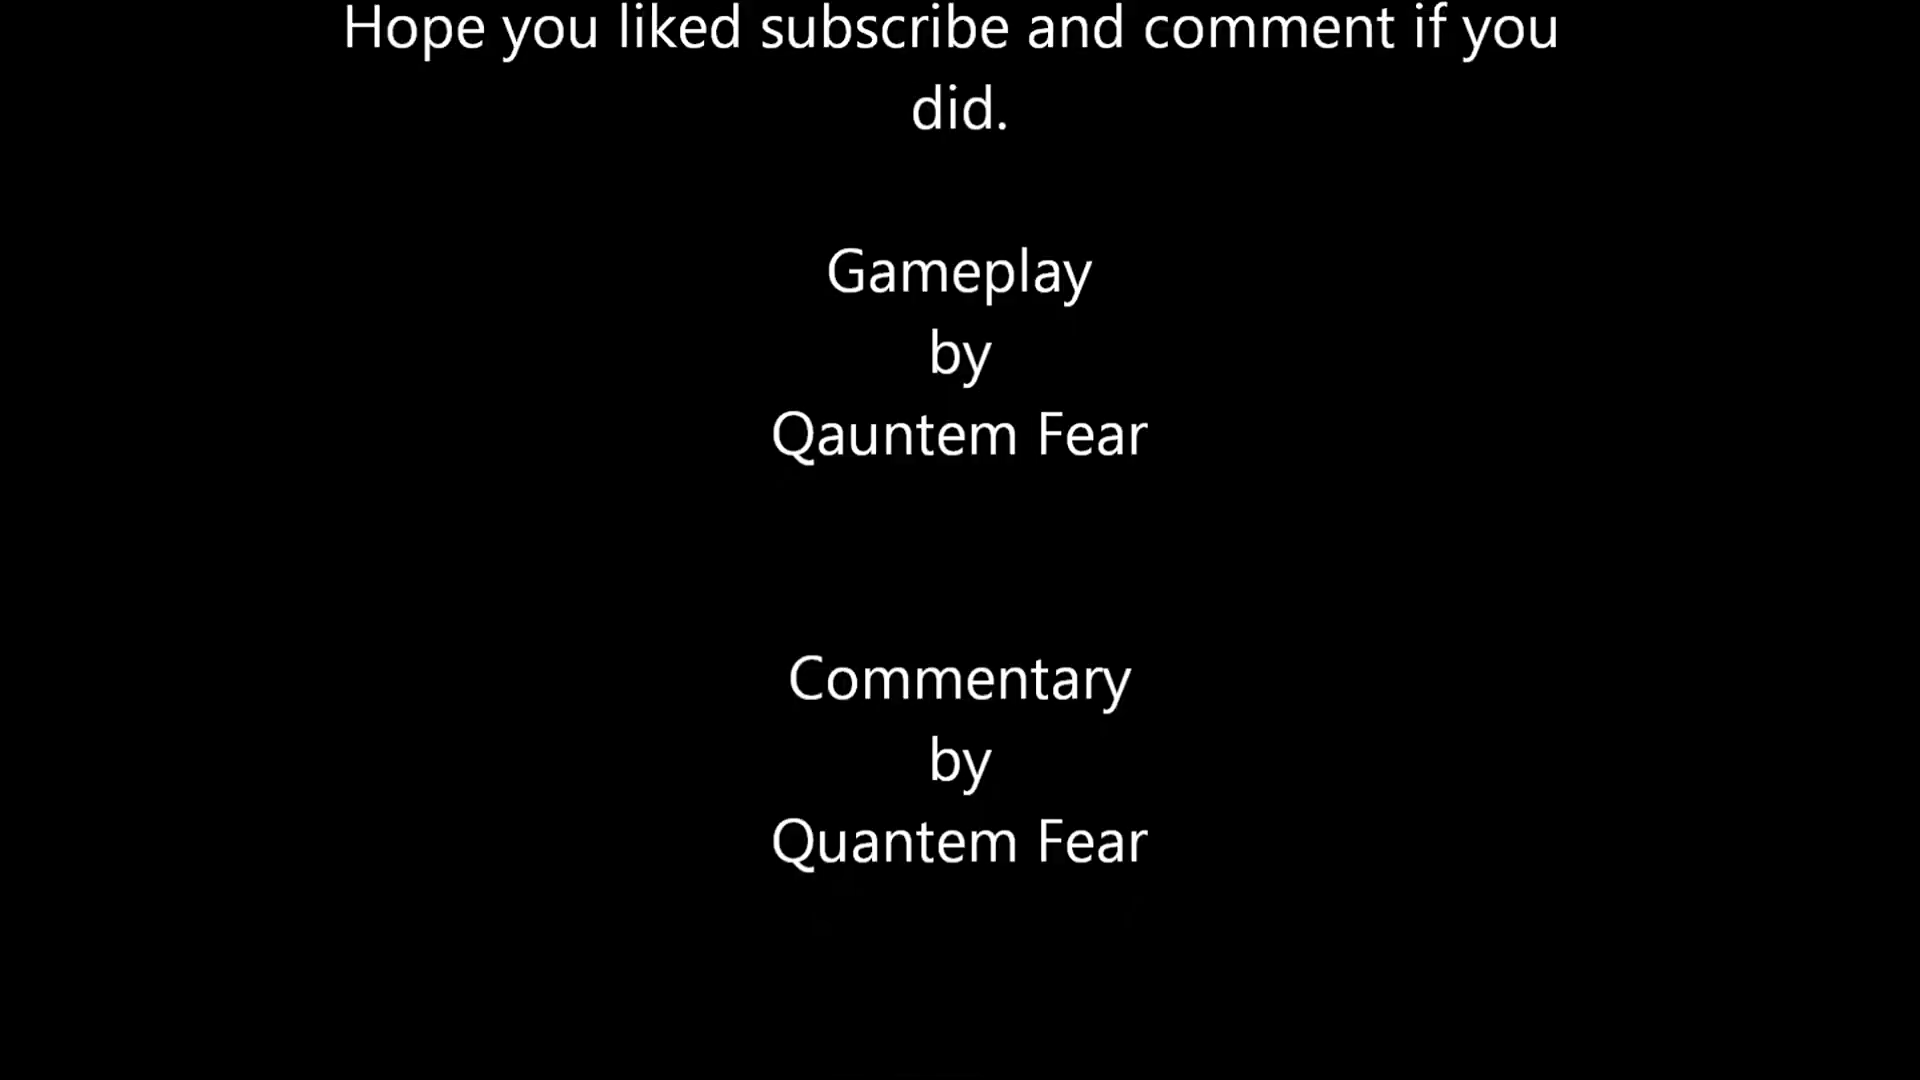 Hope you liked subscribe and comment if you
did.
Gameplay
by
Qauntem Fear
Commentary
by
Quantem Fear